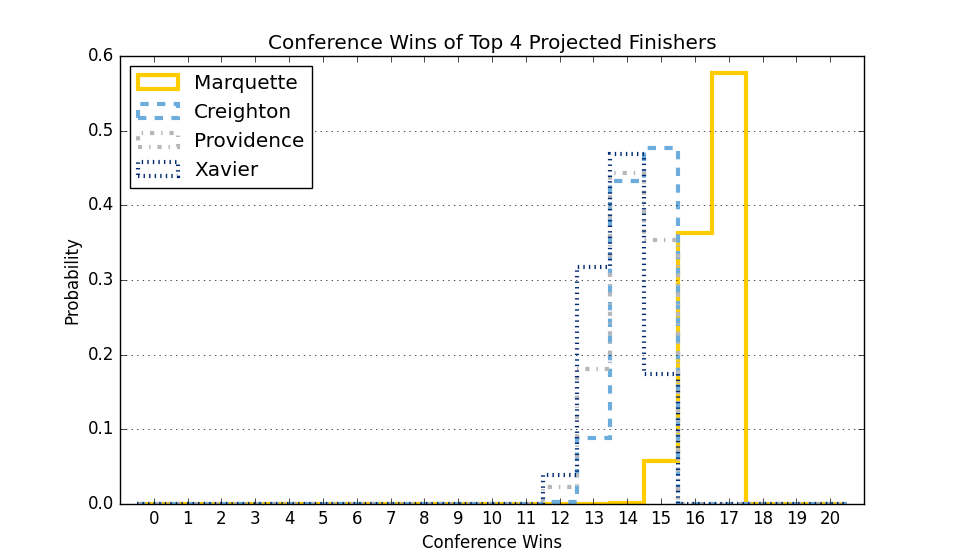 Conference Wins of Top 4 Projected Finishers
0.6
0.5
0.4
0.3
0.2
0.1
0.0
Probability
Marquette
Creighton
Providence
Xavier
0 1 2 3 4 5 6 7 8 9 10 11 12 13 14 15 16 17 18 19 20
Conference Wins